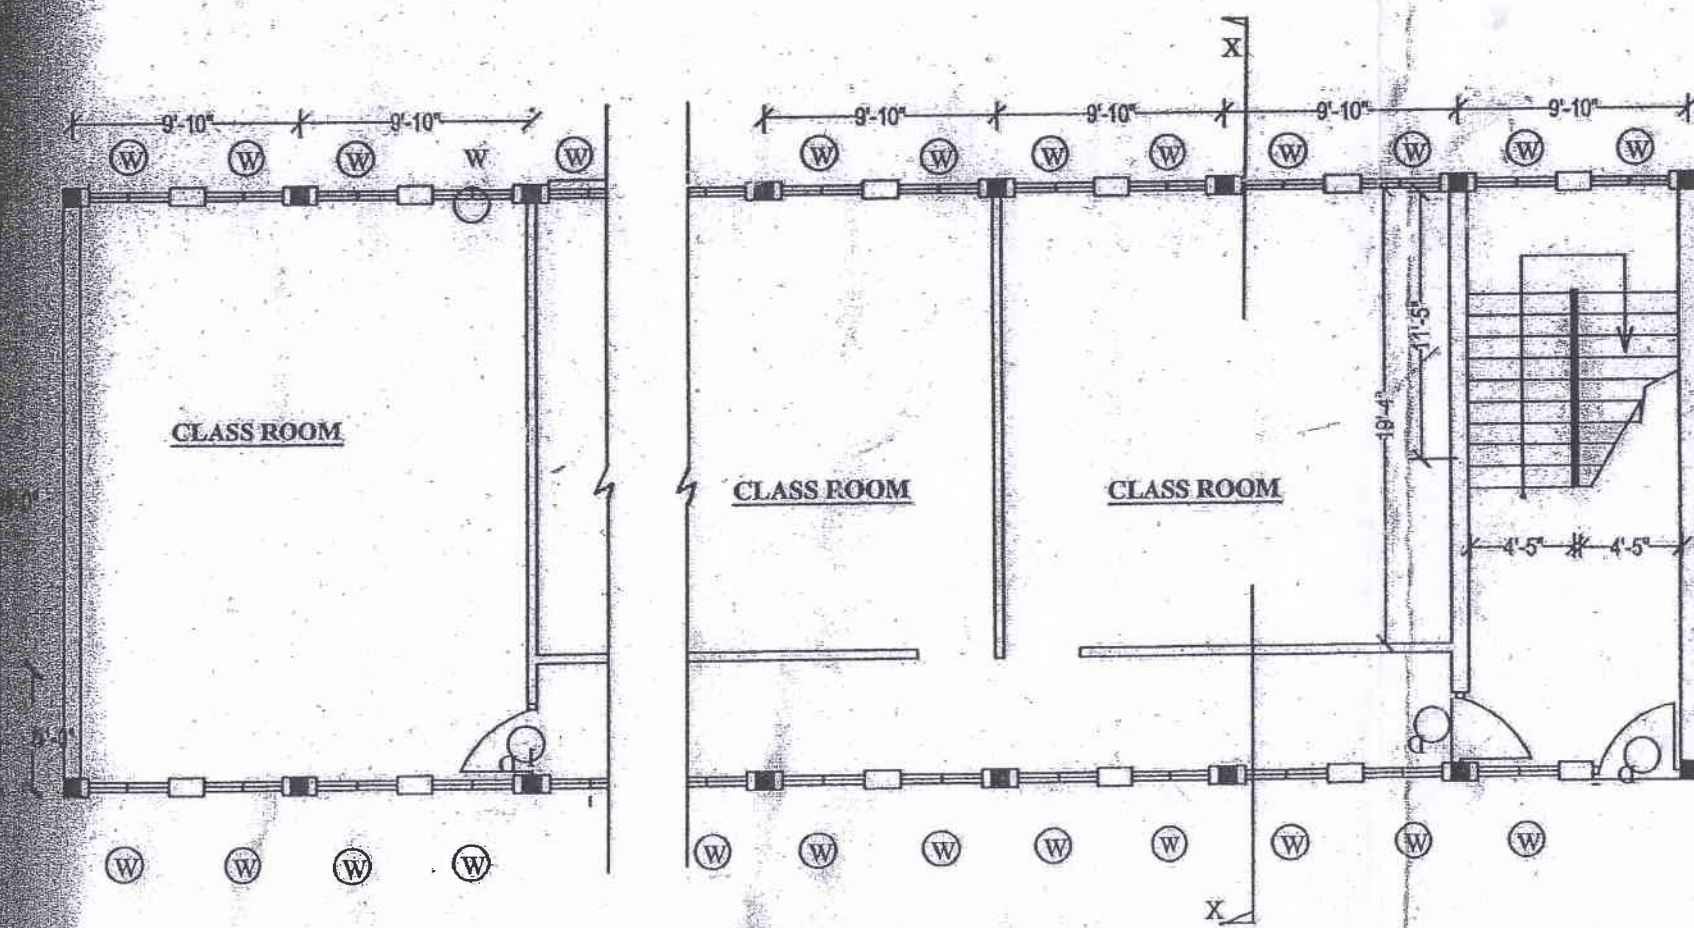 X
9'-10" 9'-10" 9'-10" 9'-10" 9'-10" 9'-10"
W W W W W W W W W W W W W
11'-5"
19'-4"
CLASS ROOM
CLASS ROOM CLASS ROOM
4'-5" 4'-5"
d d d
W W W W W W W W W W W W
X